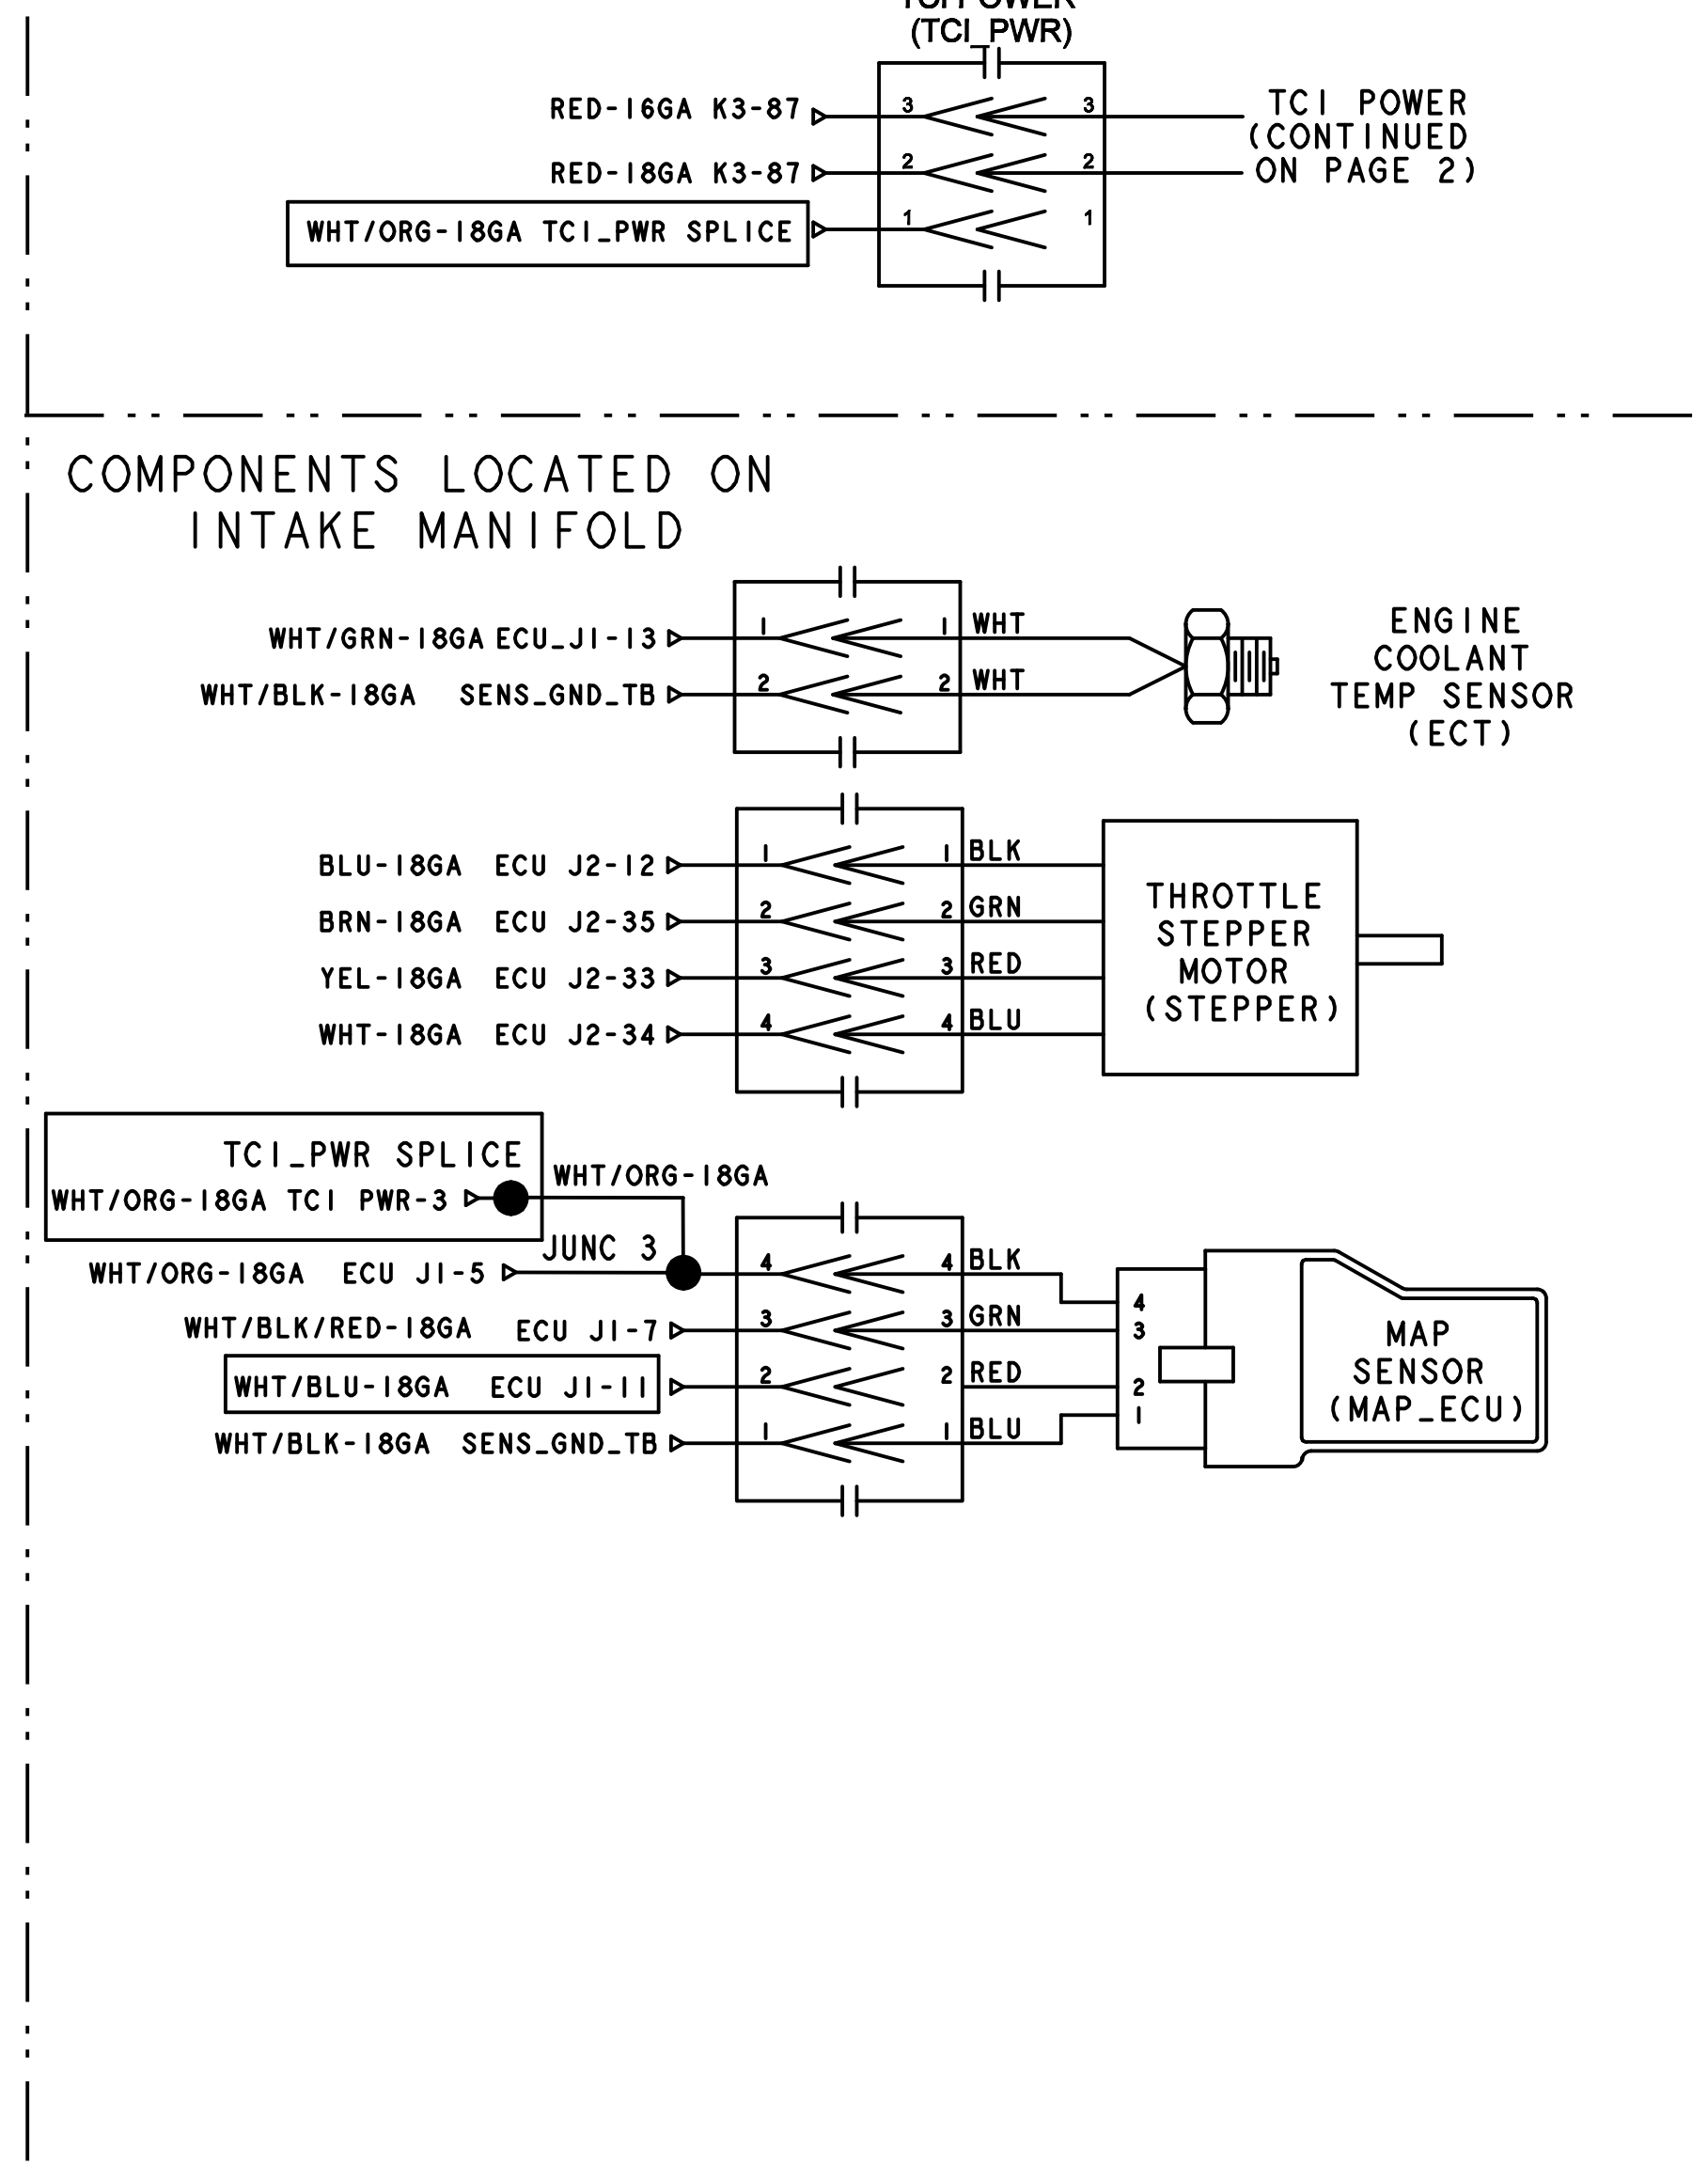 TCI POWER
(TCI_PWR)
RED-16GA K3-87 3 3
RED-18GA K3-87 2 2
WHT/ORG-18GA TCI_PWR SPLICE 1 1
TCI POWER
(CONTINUED
ON PAGE 2)
COMPONENTS LOCATED ON
INTAKE MANIFOLD
WHT/GRN-18GA ECU_J1-13 1 1 WHT
WHT/BLK-18GA SENS_GND_TB 2 2 WHT
ENGINE
COOLANT
TEMP SENSOR
(ECT)
BLU-18GA ECU J2-12 1 1 BLK
BRN-18GA ECU J2-35 2 2 GRN
YEL-18GA ECU J2-33 3 3 RED
WHT-18GA ECU J2-34 4 4 BLU
THROTTLE
STEPPER
MOTOR
(STEPPER)
TCI_PWR SPLICE
WHT/ORG-18GA TCI PWR-3
WHT/ORG-18GA
JUNC 3
WHT/ORG-18GA ECU J1-5 4 4 BLK 4
WHT/BLK/RED-18GA ECU J1-7 3 3 GRN 3
WHT/BLU-18GA ECU J1-11 2 2 RED 2
WHT/BLK-18GA SENS_GND_TB 1 1 BLU 1
MAP
SENSOR
(MAP_ECU)